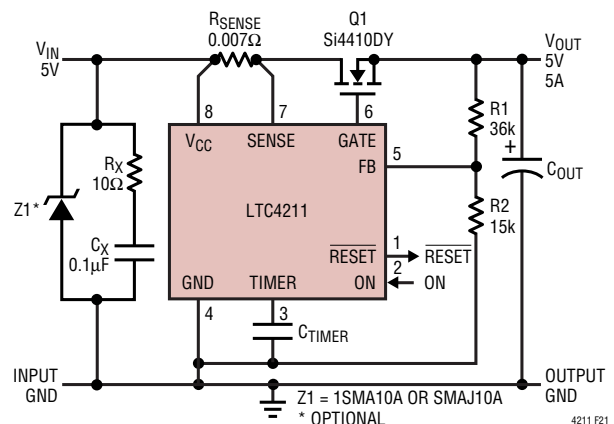 RSENSE
0.007Ω
Q1
Si4410DY
VIN
5V
VOUT
5V
5A
8
7
6
VCC
SENSE
GATE
R1
36k
5
FB
+
COUT
RX
10Ω
Z1*
LTC4211
R2
15k
CX
0.1µF
RESET
1
RESET
2
GND
TIMER
ON
ON
4
3
CTIMER
INPUT
GND
OUTPUT
GND
Z1 = 1SMA10A OR SMAJ10A
* OPTIONAL
4211 F21